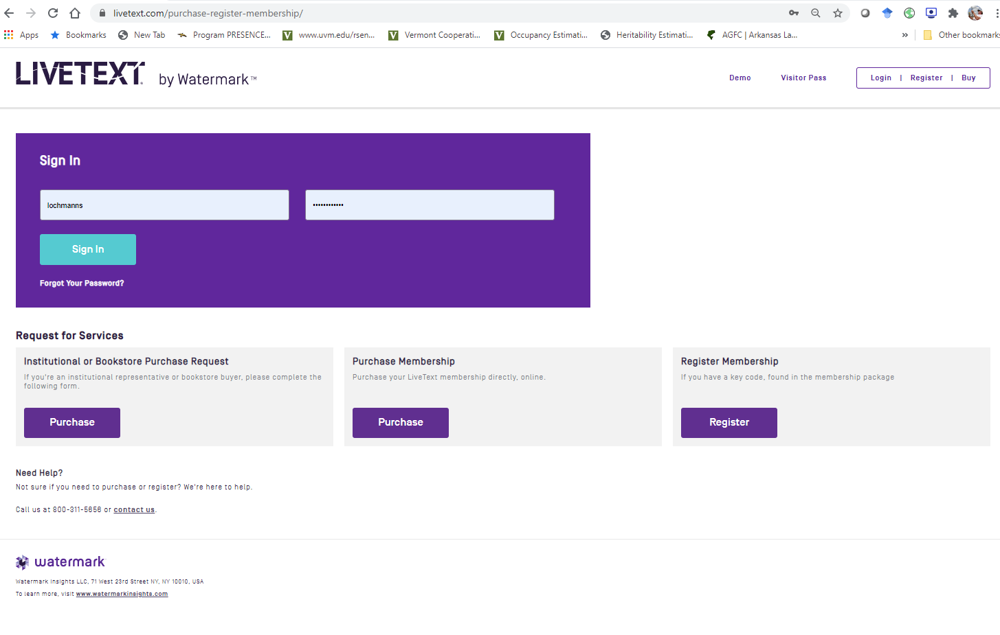 livetext.com/purchase-register-membership/
Apps Bookmarks New Tab Program PRESENCE... www.uvm.edu/rsen... Vermont Cooperati... Occupancy Estimati... Heritability Estimati... AGFC | Arkansas La... » Other bookmarks
LIVETEXT by Watermark™
Demo Visitor Pass Login | Register | Buy
Sign In
lochmanns ••••••••••••
Sign In
Forgot Your Password?
Request for Services
Institutional or Bookstore Purchase Request
If you're an institutional representative or bookstore buyer, please complete the
following form.
Purchase
Purchase Membership
Purchase your LiveText membership directly, online.
Purchase
Register Membership
If you have a key code, found in the membership package
Register
Need Help?
Not sure if you need to purchase or register? We're here to help.
Call us at 800-311-5656 or contact us.
watermark
Watermark Insights LLC, 71 West 23rd Street NY, NY 10010, USA
To learn more, visit www.watermarkinsights.com